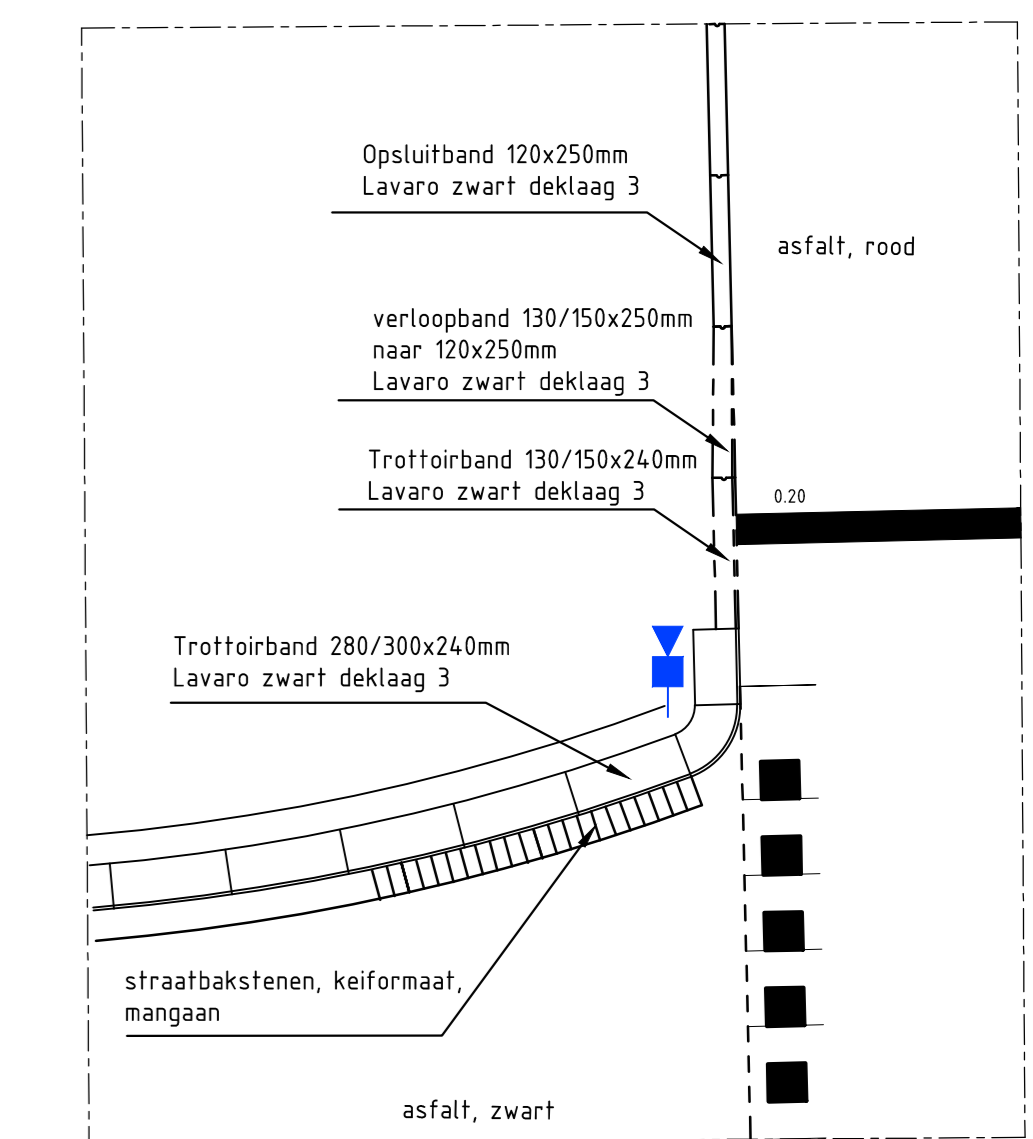 Opsluitband 120x250mm
Lavaro zwart deklaag 3
asfalt, rood
verloopband 130/150x250mm
naar 120x250mm
Lavaro zwart deklaag 3
Trottoirband 130/150x240mm
Lavaro zwart deklaag 3
0.20
Trottoirband 280/300x240mm
Lavaro zwart deklaag 3
straatbakstenen, keiformaat,
mangaan
asfalt, zwart